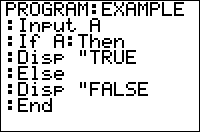 PROGRAM:EXAMPLE
:Input A
:If A:Then
:Disp "TRUE
:Else
:Disp "FALSE
:End